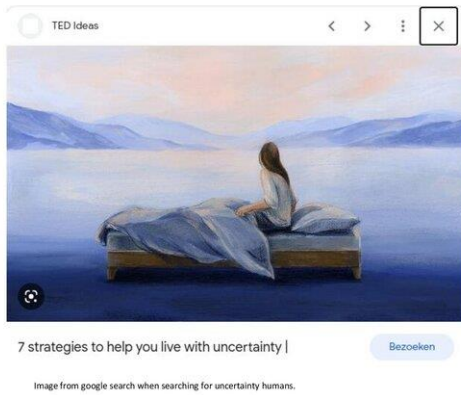 TED Ideas
7 strategies to help you live with uncertainty |
Bezoeken
Image from google search when searching for uncertainty humans.